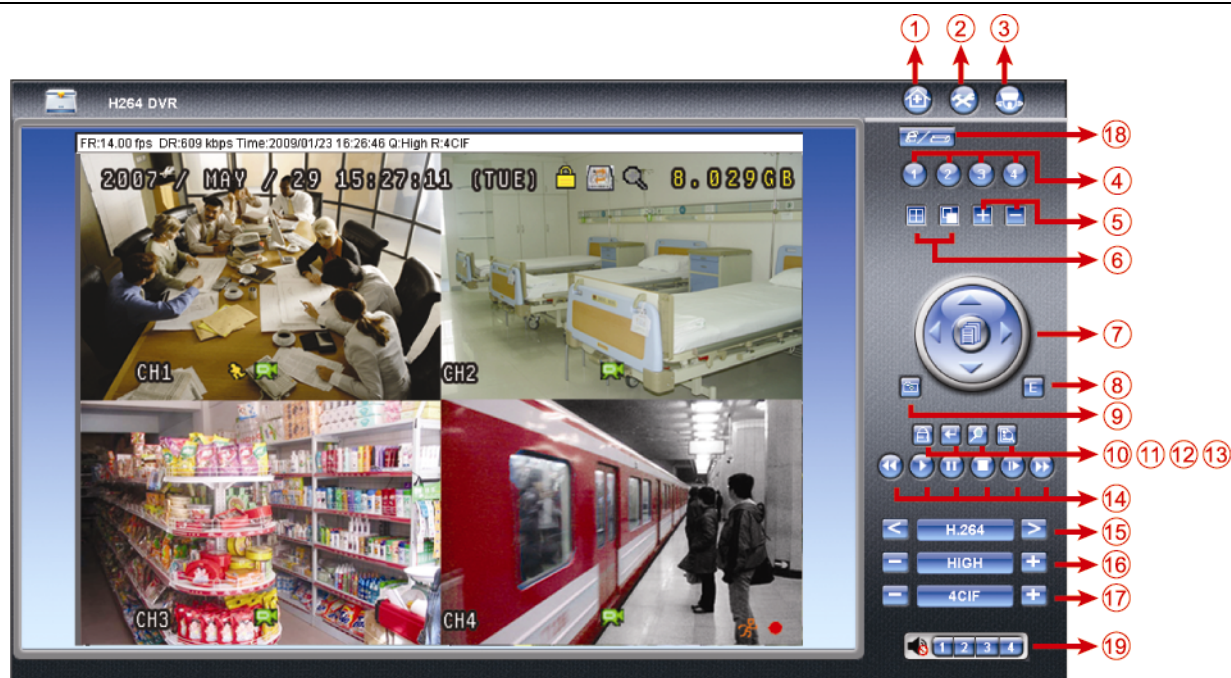 ① ② ③
H264 DVR
FR:14.00 fps DR:609 kbps Time:2009/01/23 16:26:46 Q:High R:4CIF
⑱
2007 / MAY / 29 15:27:11 (TUE) 8.029GB
1 2 3 4
④
⑤
⑥
⑦
CH1
CH2
E
⑧
⑨
⑩ ⑪ ⑫ ⑬
⑭
< H.264 >
⑮
- HIGH +
⑯
- 4CIF +
⑰
CH3
CH4
1 2 3 4
⑲